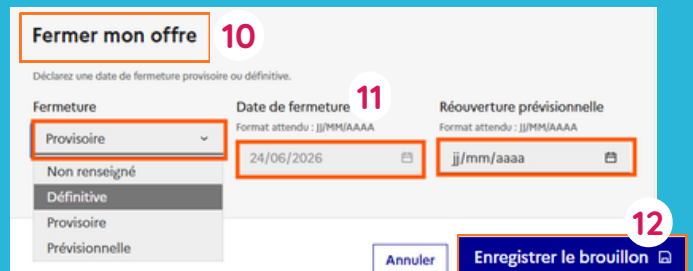 Fermer mon offre 10
Déclarez une date de fermeture provisoire ou définitive.
Fermeture
Provisoire
Non renseigné
Définitive
Provisoire
Prévisionnelle
Date de fermeture 11
Format attendu : JJ/MM/AAAA
24/06/2026
Réouverture prévisionnelle
Format attendu : JJ/MM/AAAA
jj/mm/aaaa
12
Annuler
Enregistrer le brouillon